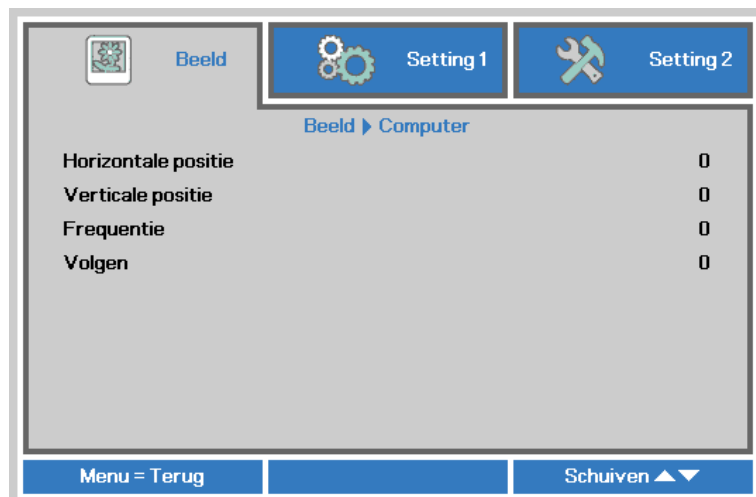 Beeld Setting 1 Setting 2
Beeld Computer
Horizontale positie 0
Verticale positie 0
Frequentie 0
Volgen 0
Menu = Terug Schuiven